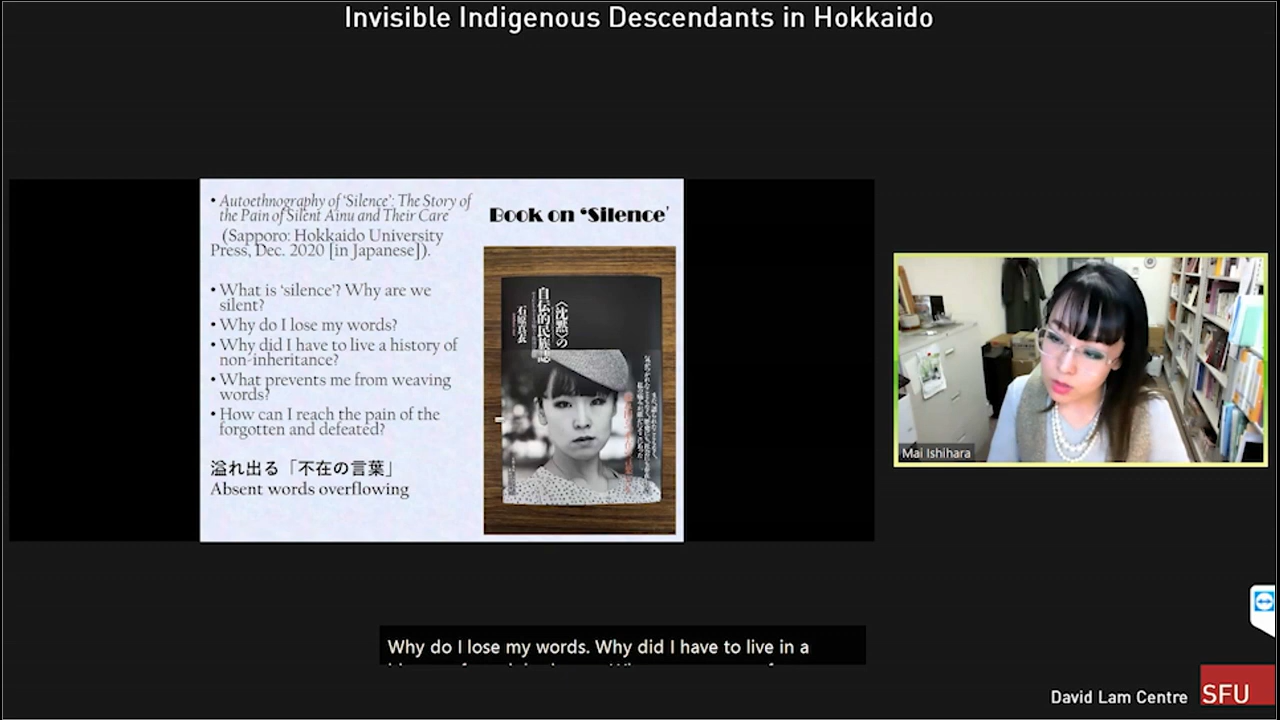 Invisible Indigenous Descendants in Hokkaido
• Autoethnography of ‘Silence’: The Story of
the Pain of Silent Ainu and Their Care
(Sapporo: Hokkaido University
Press, Dec. 2020 [in Japanese]).
• What is ‘silence’? Why are we
silent?
• Why do I lose my words?
• Why did I have to live a history of
non-inheritance?
• What prevents me from weaving
words?
• How can I reach the pain of the
forgotten and defeated?
溢れ出る「不在の言葉」
Absent words overflowing
Book on ‘Silence’
〈沈黙〉の
自伝的民族誌
石原真衣
Mai Ishihara
Why do I lose my words. Why did I have to live in a
David Lam Centre
SFU